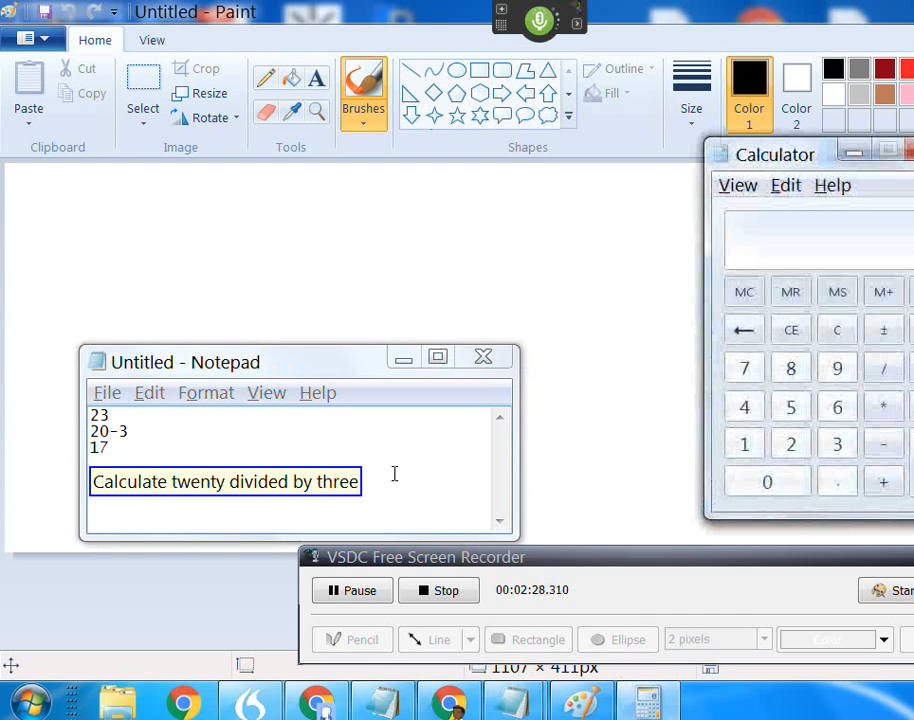 Untitled - Paint
Home View
Paste
Cut
Copy
Clipboard
Select
Crop
Resize
Rotate
Image
A
Tools
Brushes
Outline
Fill
Shapes
Size
Color 1
Color 2
Calculator
View Edit Help
MC MR MS M+
← CE C ±
7 8 9 /
4 5 6 *
1 2 3 -
0 . +
Untitled - Notepad
File Edit Format View Help
23
20-3
17
Calculate twenty divided by three
VSDC Free Screen Recorder
Pause Stop 00:02:28.310
Pencil Line Rectangle Ellipse 2 pixels
1107 × 411px